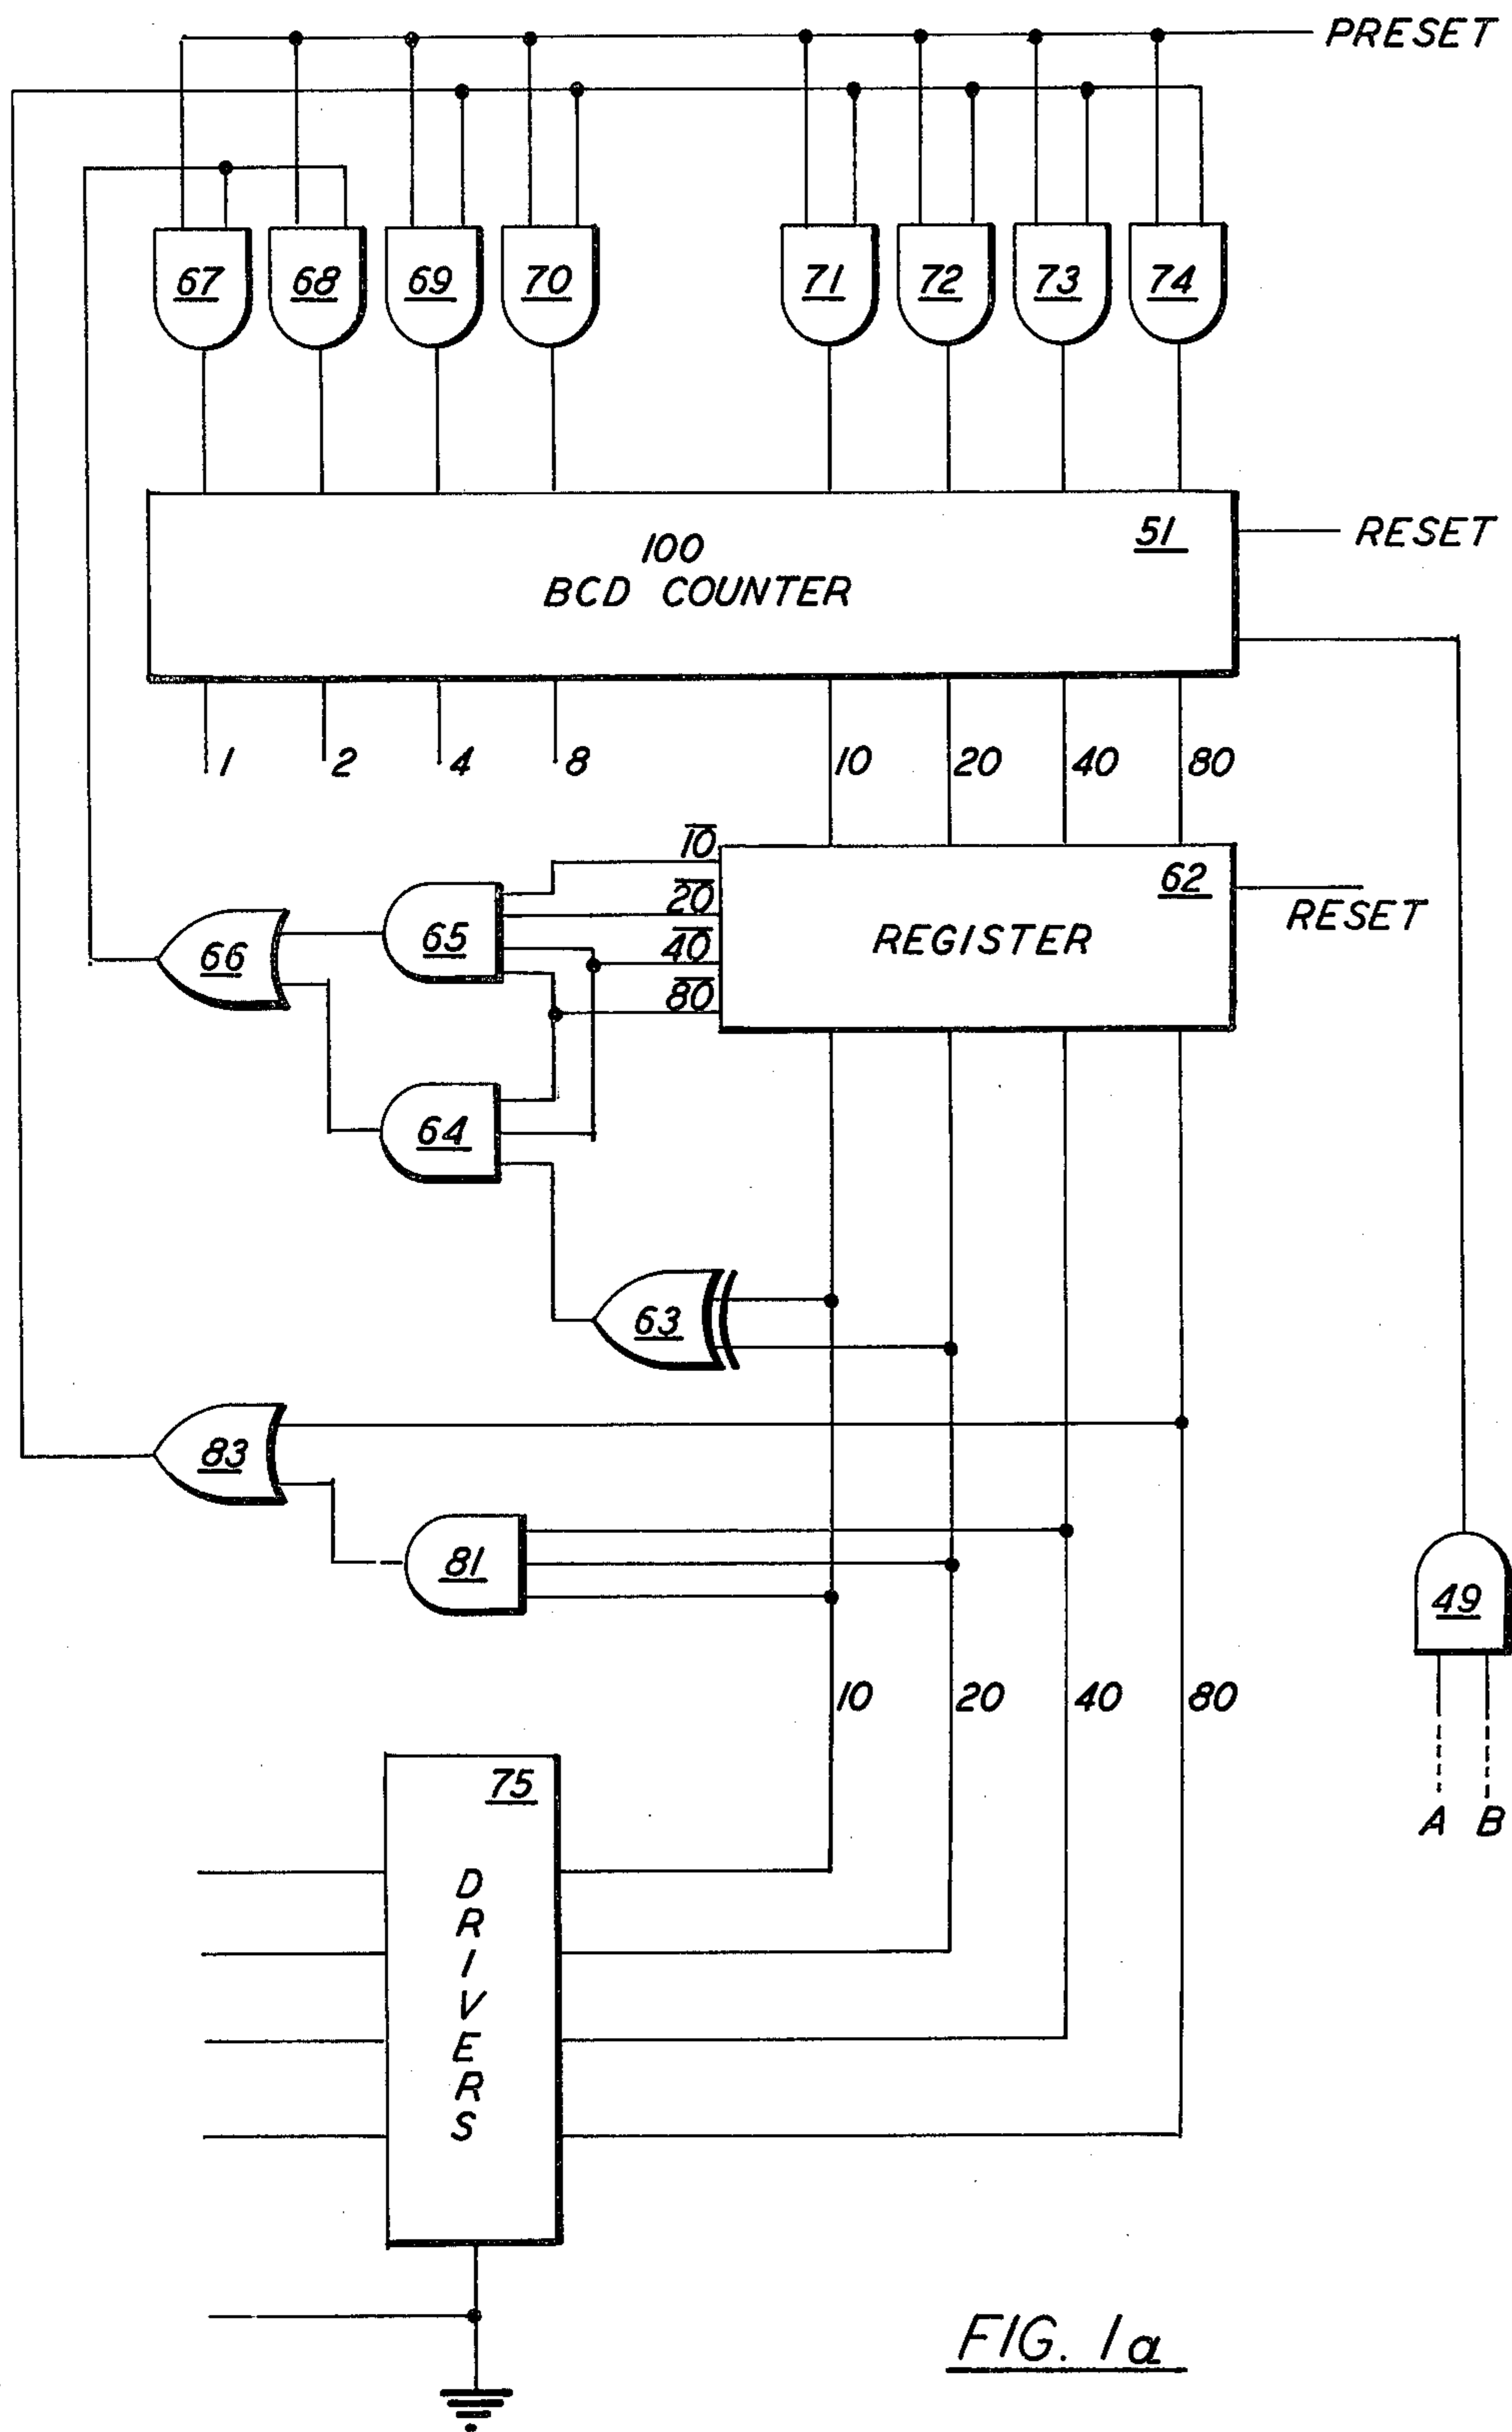 PRESET
67 68 69 70 71 72 73 74
51
RESET
100
BCD COUNTER
1 2 4 8 10 20 40 80
10
20
40
80
62
RESET
REGISTER
65
66
64
63
83
81
49
10 20 40 80
A B
75
D
R
I
V
E
R
S
FIG. 1a